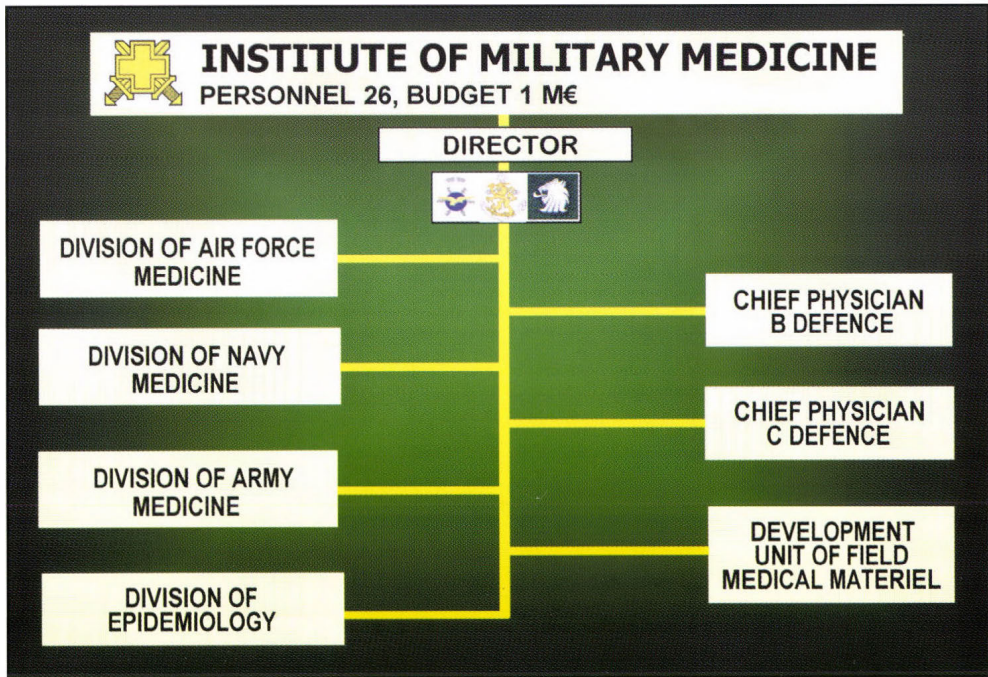 INSTITUTE OF MILITARY MEDICINE
PERSONNEL 26, BUDGET 1 M€
DIRECTOR
DIVISION OF AIR FORCE
MEDICINE
DIVISION OF NAVY
MEDICINE
DIVISION OF ARMY
MEDICINE
DIVISION OF
EPIDEMIOLOGY
CHIEF PHYSICIAN
B DEFENCE
CHIEF PHYSICIAN
C DEFENCE
DEVELOPMENT
UNIT OF FIELD
MEDICAL MATERIEL